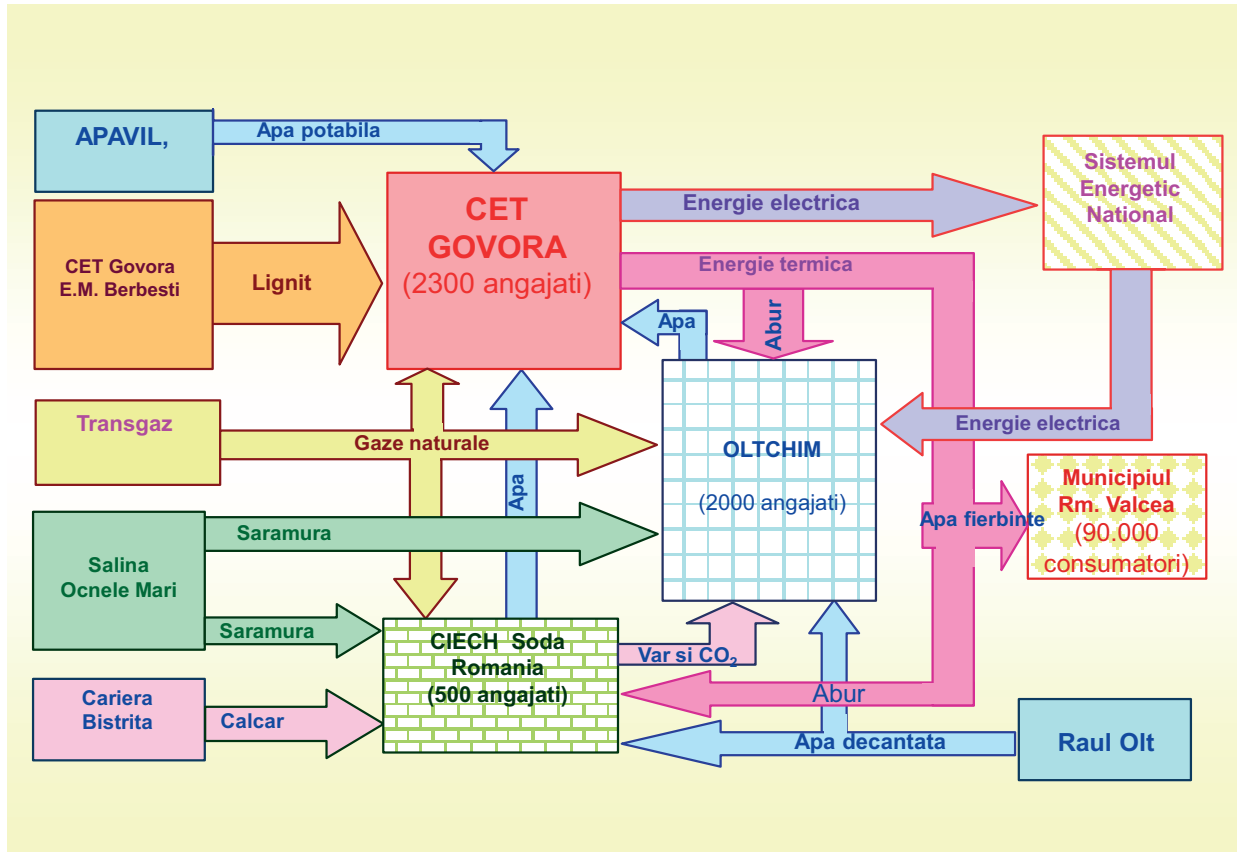 APAVIL,
Apa potabila
CET Govora
E.M. Berbesti
Lignit
CET
GOVORA
(2300 angajati)
Energie electrica
Sistemul
Energetic
National
Energie termica
Abur
Apa
Transgaz
Gaze naturale
OLTCHIM
(2000 angajati)
Energie electrica
Municipiul
Rm. Valcea
(90.000
consumatori)
Apa fierbinte
Apa
Salina
Ocnele Mari
Saramura
Saramura
CIECH Soda
Romania
(500 angajati)
Var si CO₂
Abur
Cariera
Bistrita
Calcar
Apa decantata
Raul Olt